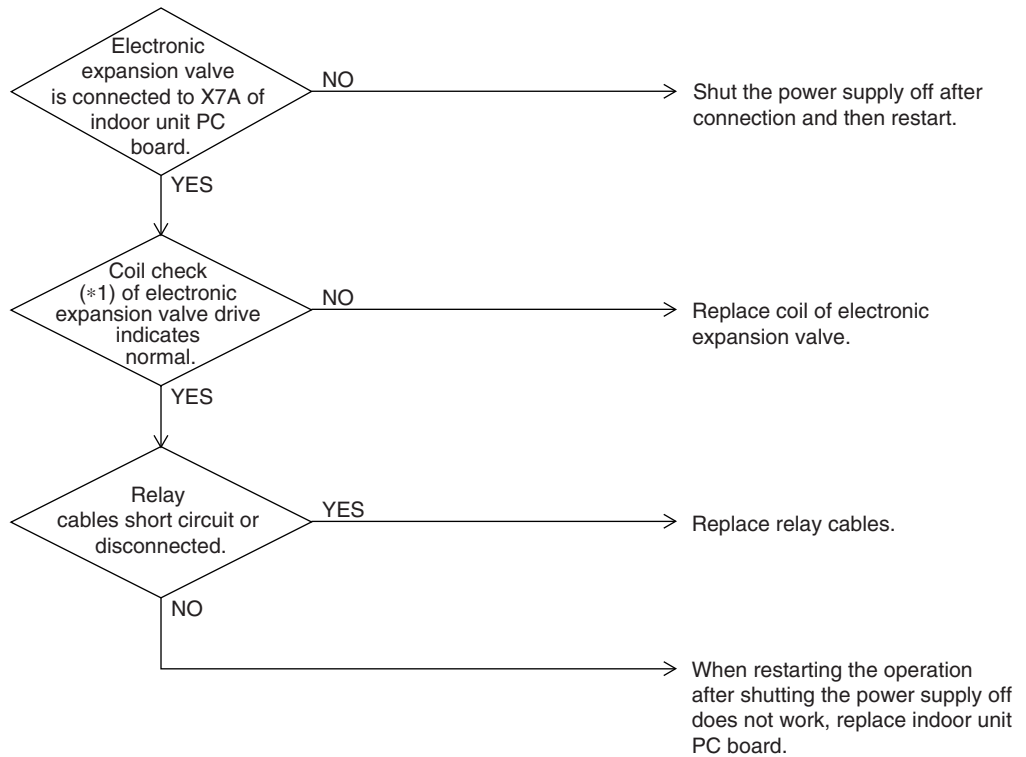 Electronic
expansion valve
is connected to X7A of
indoor unit PC
board.
NO
Shut the power supply off after
connection and then restart.
YES
Coil check
(*1) of electronic
expansion valve drive
indicates
normal.
NO
Replace coil of electronic
expansion valve.
YES
Relay
cables short circuit or
disconnected.
YES
Replace relay cables.
NO
When restarting the operation
after shutting the power supply off
does not work, replace indoor unit
PC board.